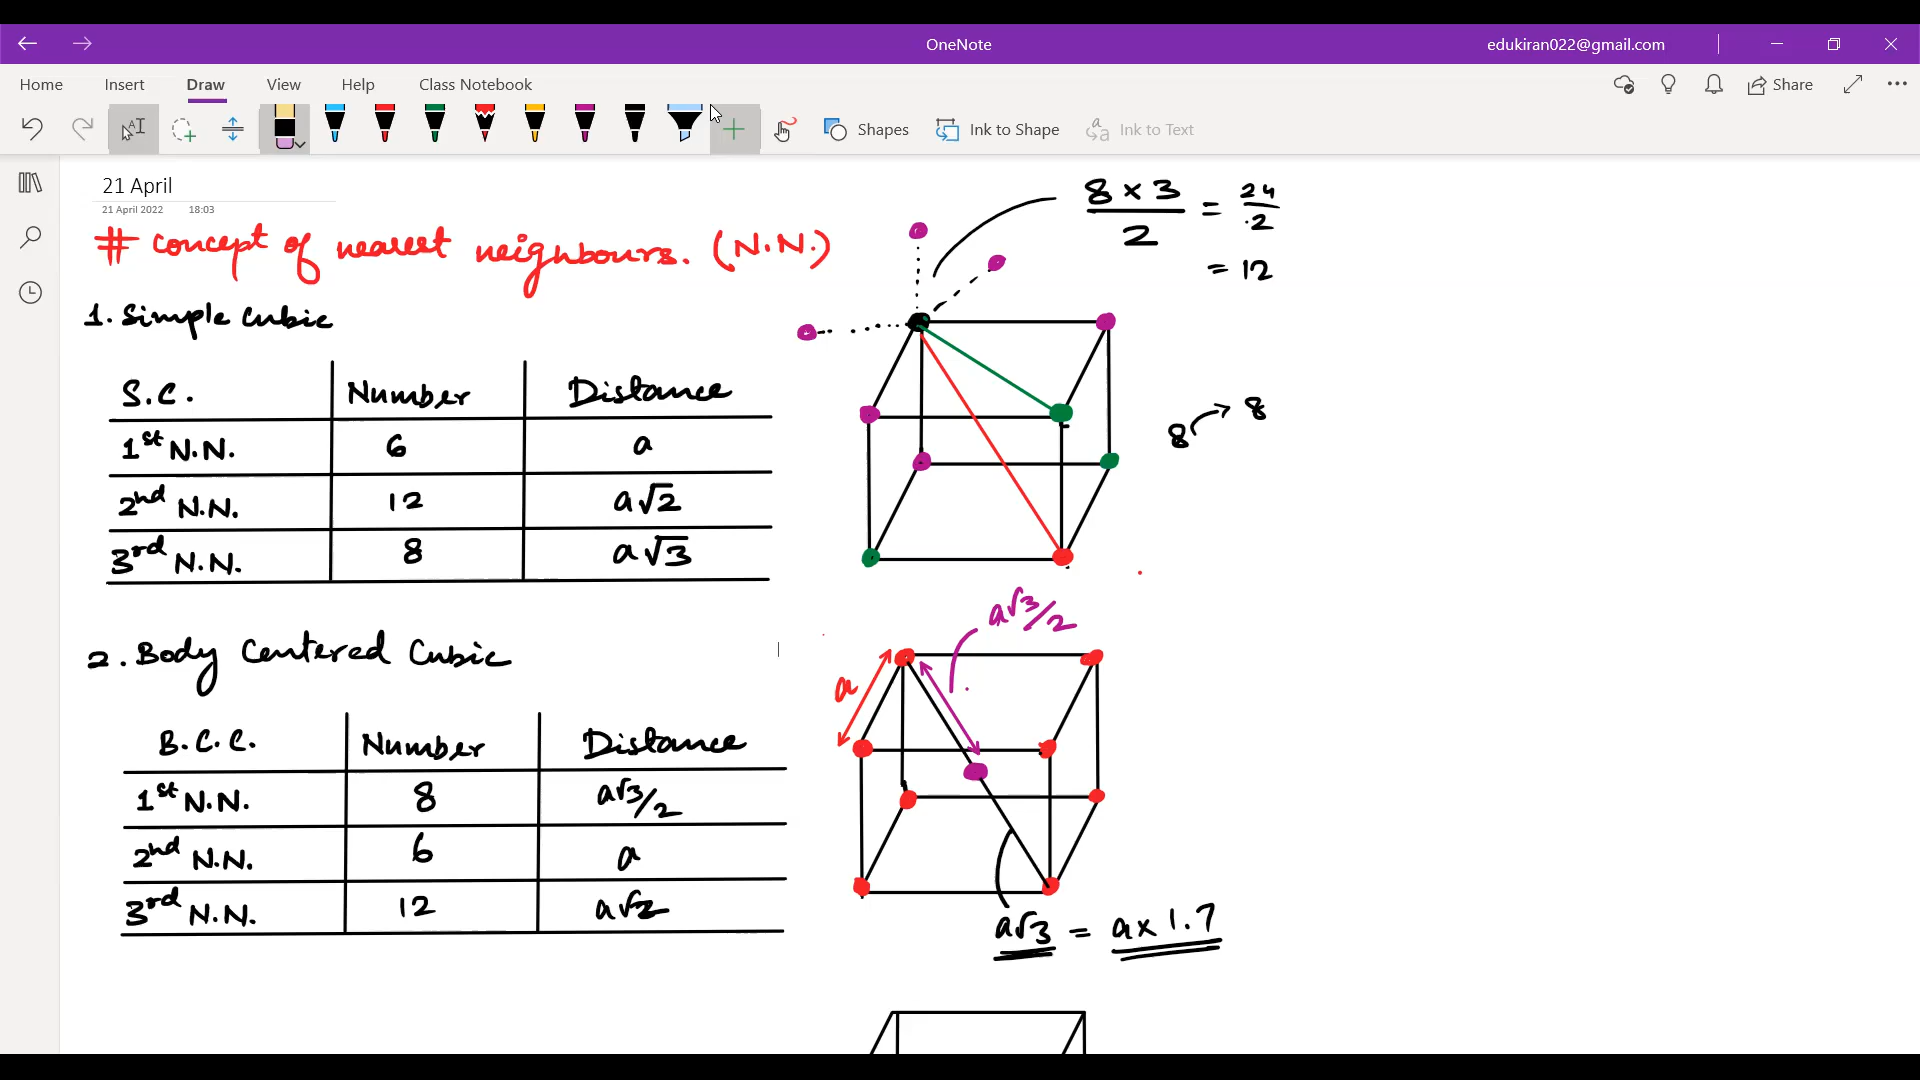 OneNote
edukiran022@gmail.com
Home Insert Draw View Help Class Notebook
Share
Shapes Ink to Shape Ink to Text
21 April
21 April 2022 18:03
# concept of nearest neighbours. (N.N.)
8 × 3 / 2 = 24 / 2
= 12
1. Simple Cubic
S.C. Number Distance
1st N.N. 6 a
2nd N.N. 12 a√2
3rd N.N. 8 a√3
8 → 8
2. Body Centered Cubic
B.C.C. Number Distance
1st N.N. 8 a√3/2
2nd N.N. 6 a
3rd N.N. 12 a√2
a√3/2
a
a√3 = a × 1.7